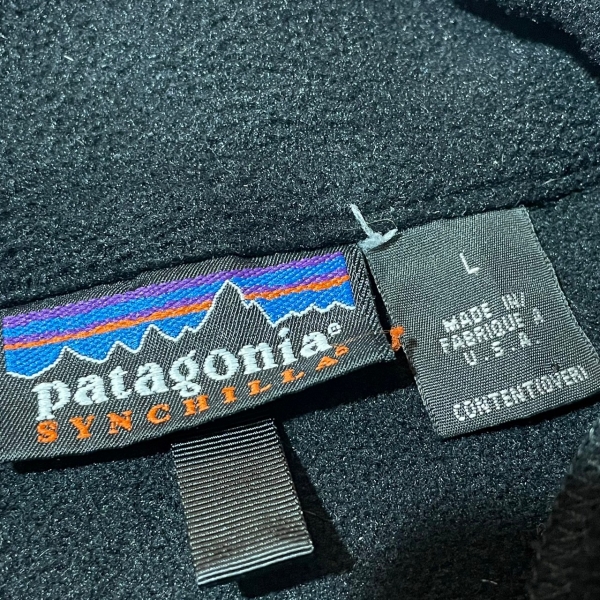 patagonia®
SYNCHILLA®
L
MADE IN/
FABRIQUE A
U S A.
CONTENT(OVER)